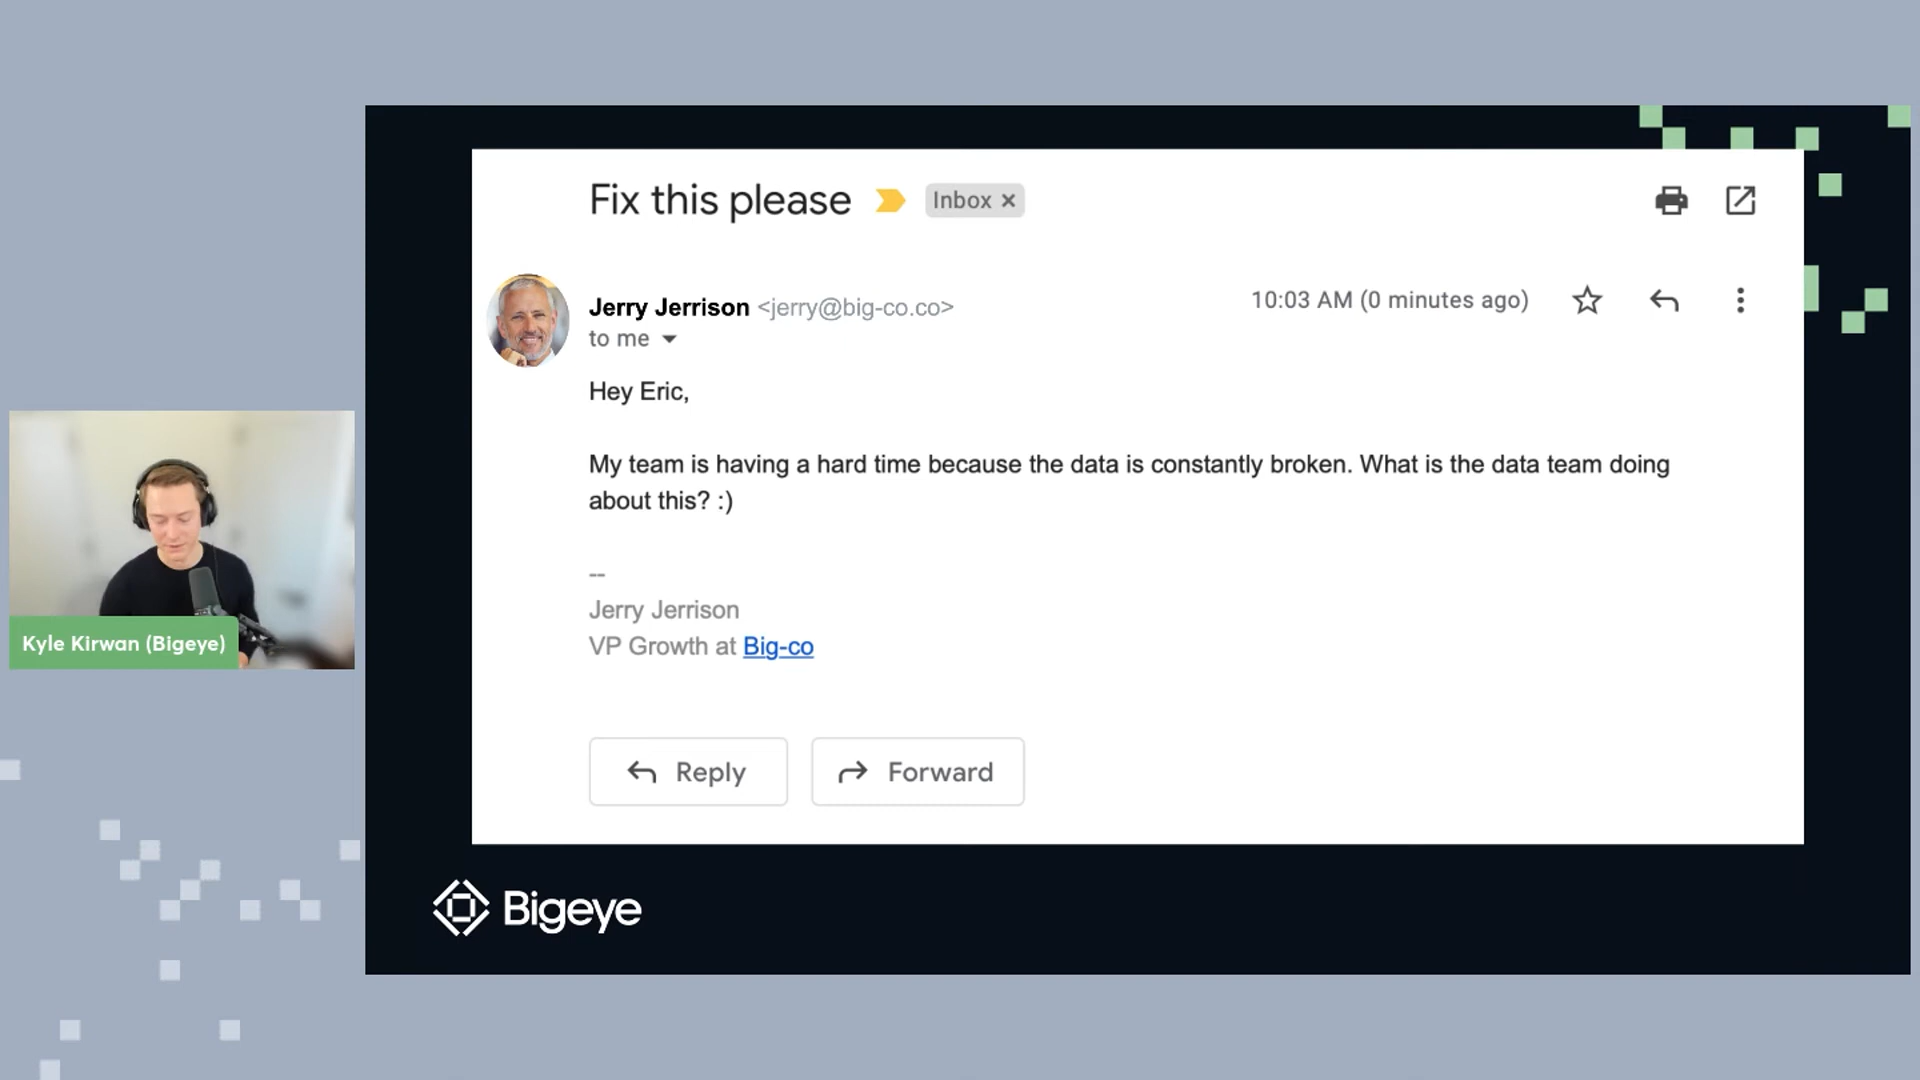 Fix this please
Inbox ×
Jerry Jerrison <jerry@big-co.co>
10:03 AM (0 minutes ago)
to me
Hey Eric,
My team is having a hard time because the data is constantly broken. What is the data team doing
about this? :)
--
Jerry Jerrison
VP Growth at Big-co
Reply
Forward
Kyle Kirwan (Bigeye)
Bigeye